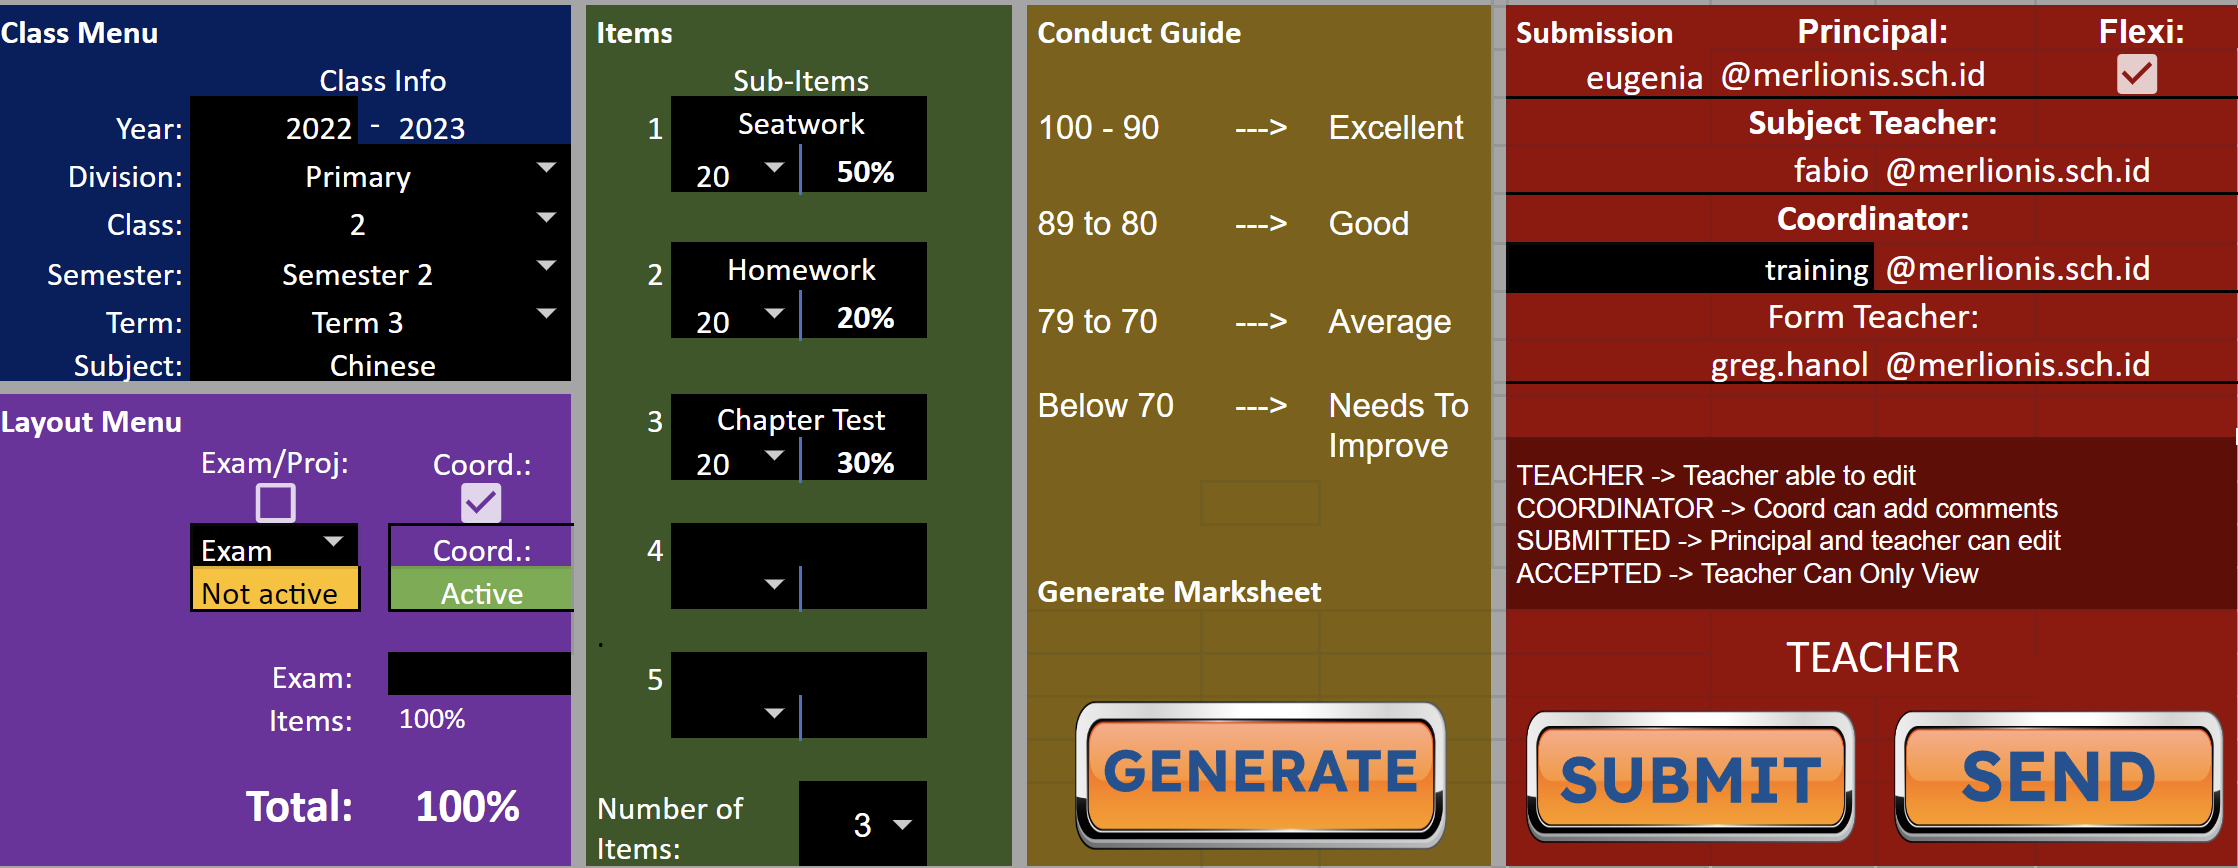 Class Menu
Class Info
Year: 2022 - 2023
Division: Primary
Class: 2
Semester: Semester 2
Term: Term 3
Subject: Chinese
Layout Menu
Exam/Proj: Coord.:
Exam Coord.:
Not active Active
Exam:
Items: 100%
Total: 100%
Items
Sub-Items
1 Seatwork
20 50%
2 Homework
20 20%
3 Chapter Test
20 30%
4
5
Number of
Items: 3
Conduct Guide
100 - 90 ---> Excellent
89 to 80 ---> Good
79 to 70 ---> Average
Below 70 ---> Needs To
Improve
Generate Marksheet
GENERATE
Submission Principal: Flexi:
eugenia @merlionis.sch.id
Subject Teacher:
fabio @merlionis.sch.id
Coordinator:
training @merlionis.sch.id
Form Teacher:
greg.hanol @merlionis.sch.id
TEACHER -> Teacher able to edit
COORDINATOR -> Coord can add comments
SUBMITTED -> Principal and teacher can edit
ACCEPTED -> Teacher Can Only View
TEACHER
SUBMIT SEND